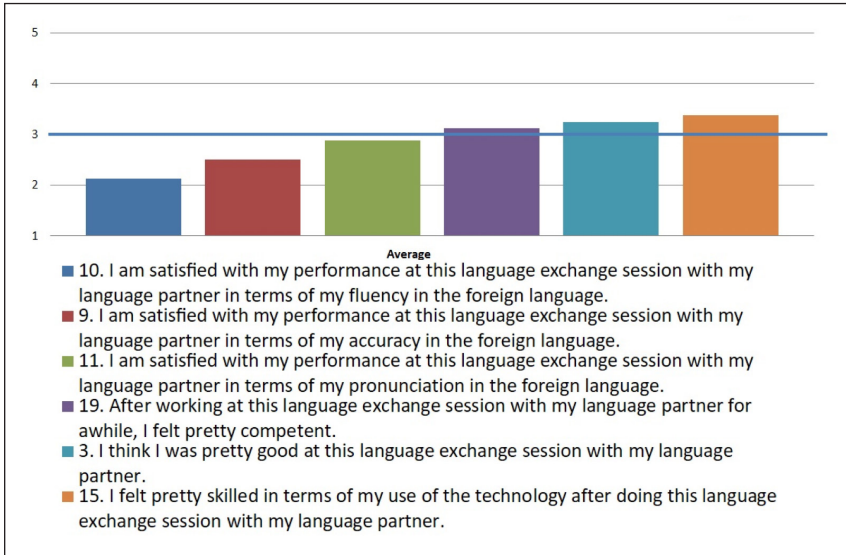 5
4
3
2
1
Average
10. I am satisfied with my performance at this language exchange session with my
language partner in terms of my fluency in the foreign language.
9. I am satisfied with my performance at this language exchange session with my
language partner in terms of my accuracy in the foreign language.
11. I am satisfied with my performance at this language exchange session with my
language partner in terms of my pronunciation in the foreign language.
19. After working at this language exchange session with my language partner for
awhile, I felt pretty competent.
3. I think I was pretty good at this language exchange session with my language
partner.
15. I felt pretty skilled in terms of my use of the technology after doing this language
exchange session with my language partner.